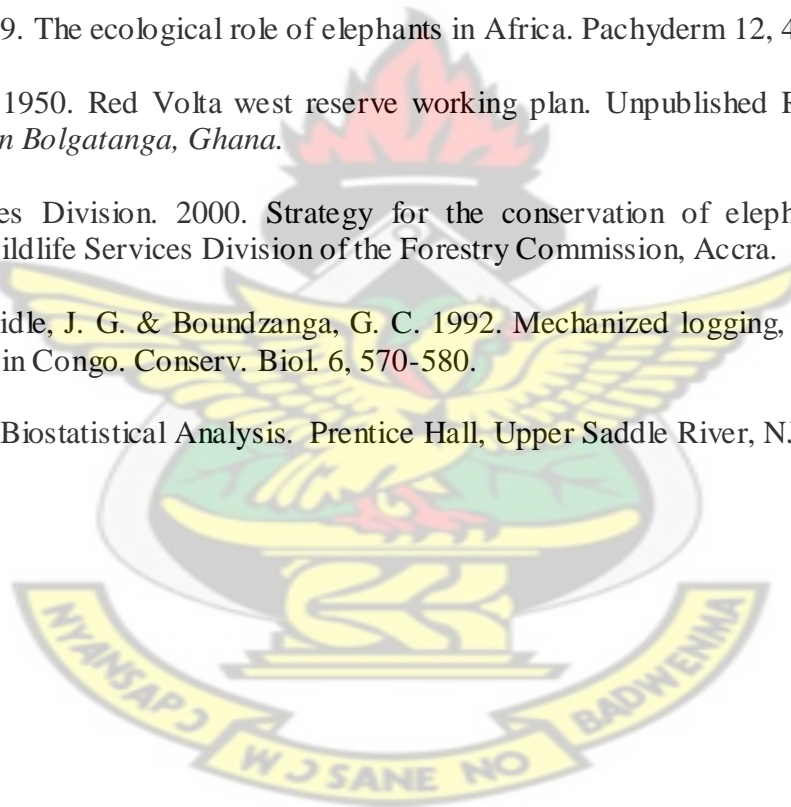 9. The ecological role of elephants in Africa. Pachyderm 12, 4
1950. Red Volta west reserve working plan. Unpublished R
n Bolgatanga, Ghana.
es Division. 2000. Strategy for the conservation of eleph
ildlife Services Division of the Forestry Commission, Accra.
idle, J. G. & Boundzanga, G. C. 1992. Mechanized logging,
in Congo. Conserv. Biol. 6, 570-580.
Biostatistical Analysis. Prentice Hall, Upper Saddle River, NJ
NYANSAPƆ
WƆSANE NO
BADWENMA